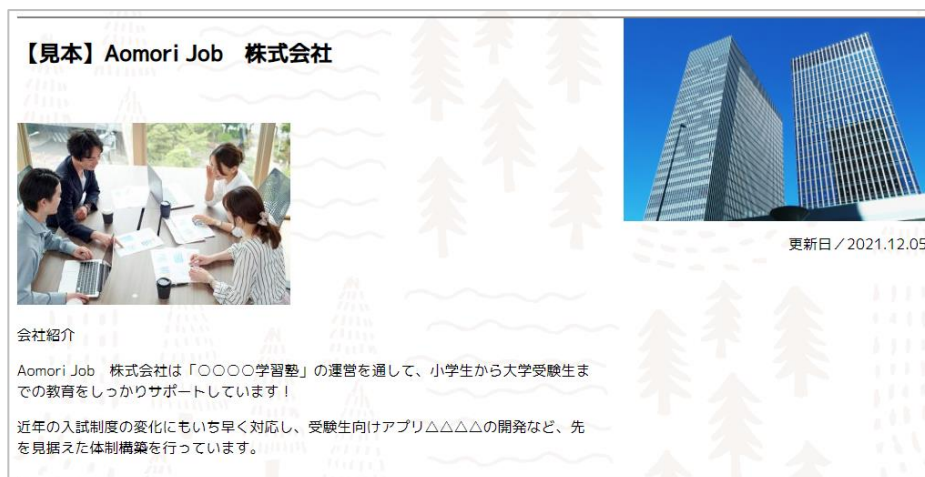 【見本】Aomori Job　株式会社
更新日／2021.12.05
会社紹介
Aomori Job　株式会社は「○○○○学習塾」の運営を通して、小学生から大学受験生ま
での教育をしっかりサポートしています！
近年の入試制度の変化にもいち早く対応し、受験生向けアプリ△△△△の開発など、先
を見据えた体制構築を行っています。